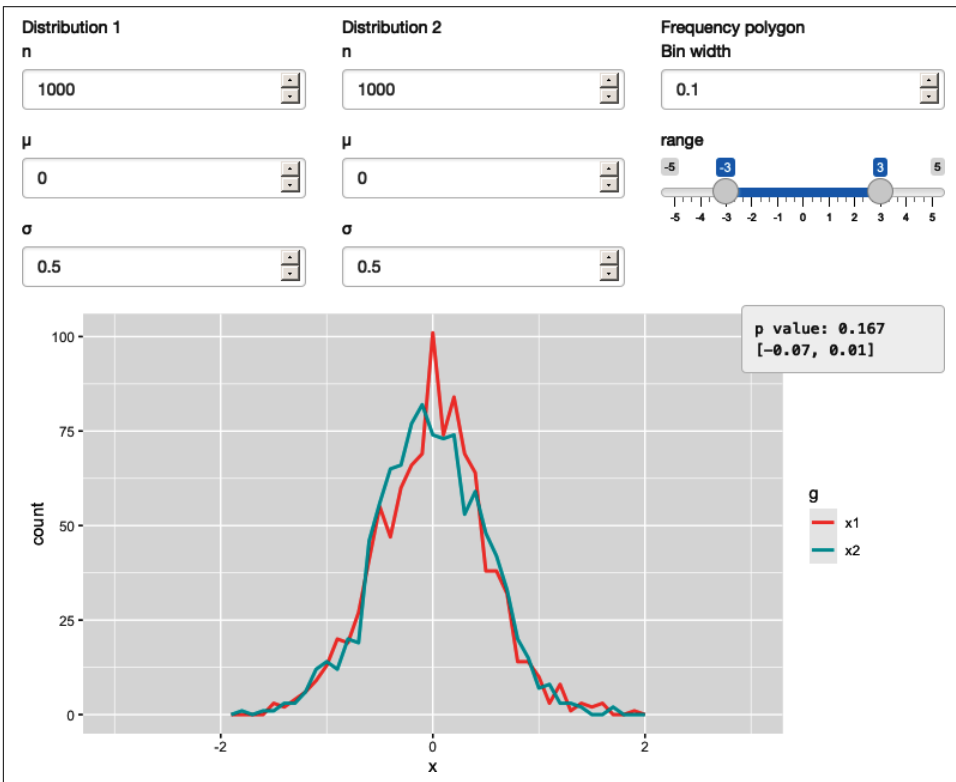 Distribution 1
n
1000
μ
0
σ
0.5
Distribution 2
n
1000
μ
0
σ
0.5
Frequency polygon
Bin width
0.1
range
-5 -3 3 5
-5 -4 -3 -2 -1 0 1 2 3 4 5
p value: 0.167
[-0.07, 0.01]
100
75
50
25
0
count
-2 0 2
x
g
x1
x2